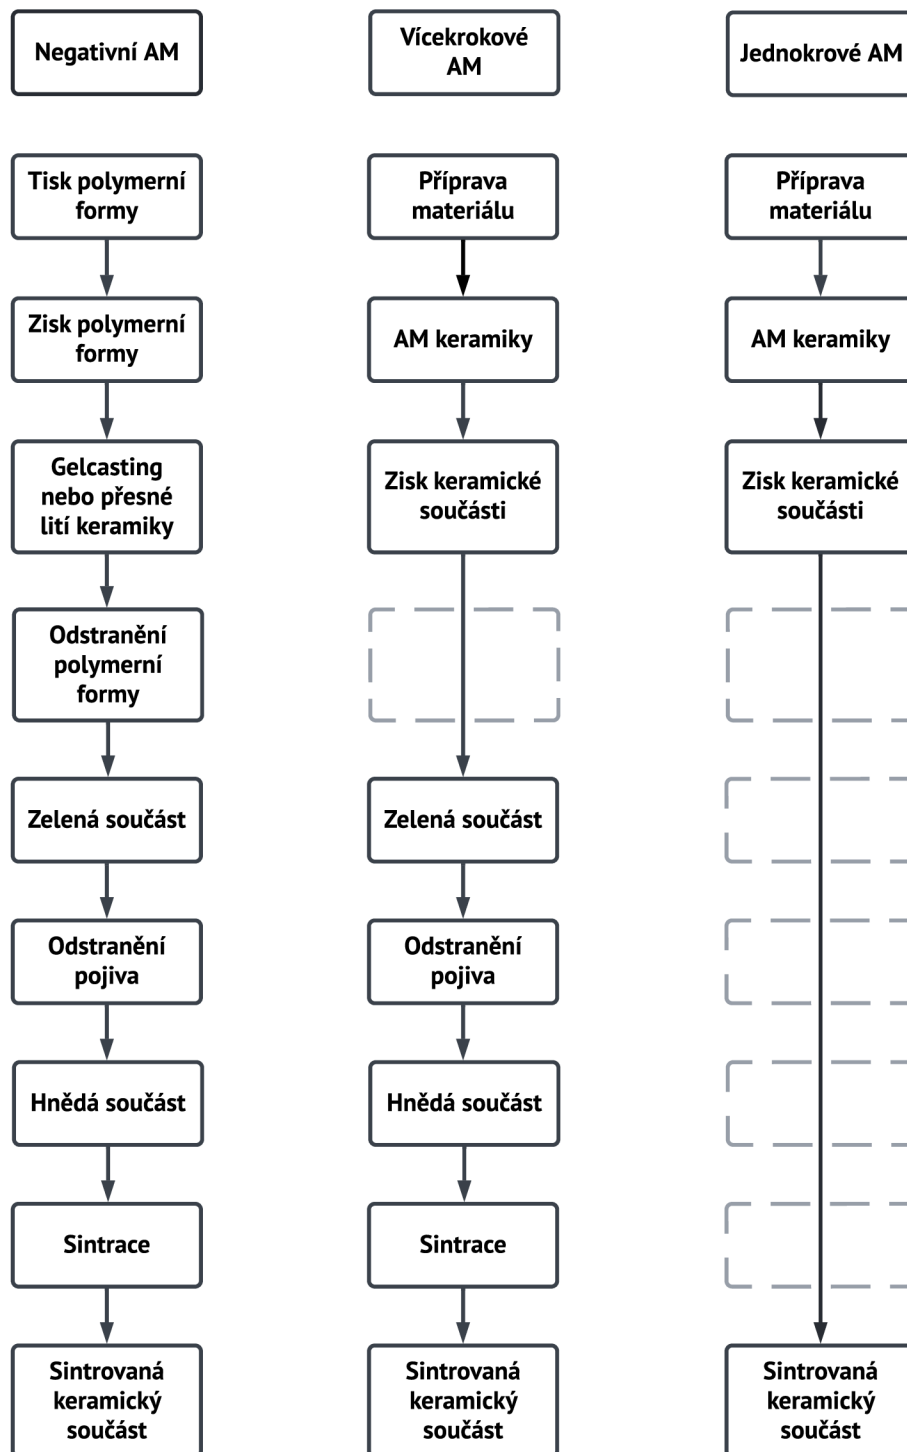 Negativní AM
Vícekrokové
AM
Jednokrové AM
Tisk polymerní
formy
Příprava
materiálu
Příprava
materiálu
Zisk polymerní
formy
AM keramiky
AM keramiky
Gelcasting
nebo přesné
lití keramiky
Zisk keramické
součásti
Zisk keramické
součásti
Odstranění
polymerní
formy
Zelená součást
Zelená součást
Odstranění
pojiva
Odstranění
pojiva
Hnědá součást
Hnědá součást
Sintrace
Sintrace
Sintrovaná
keramický
součást
Sintrovaná
keramický
součást
Sintrovaná
keramický
součást